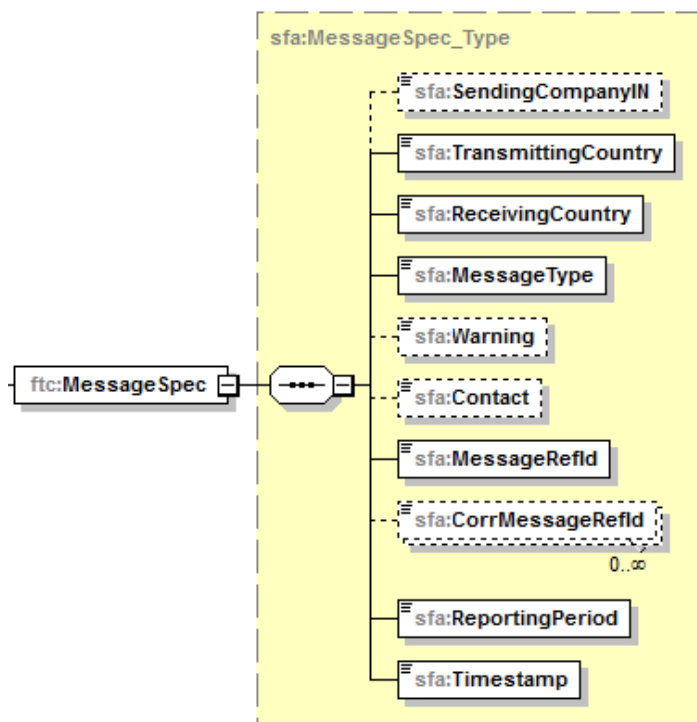 sfa:MessageSpec_Type
sfa:SendingCompanyIN
sfa:TransmittingCountry
sfa:ReceivingCountry
sfa:MessageType
sfa:Warning
ftc:MessageSpec
sfa:Contact
sfa:MessageRefId
sfa:CorrMessageRefId
0..∞
sfa:ReportingPeriod
sfa:Timestamp